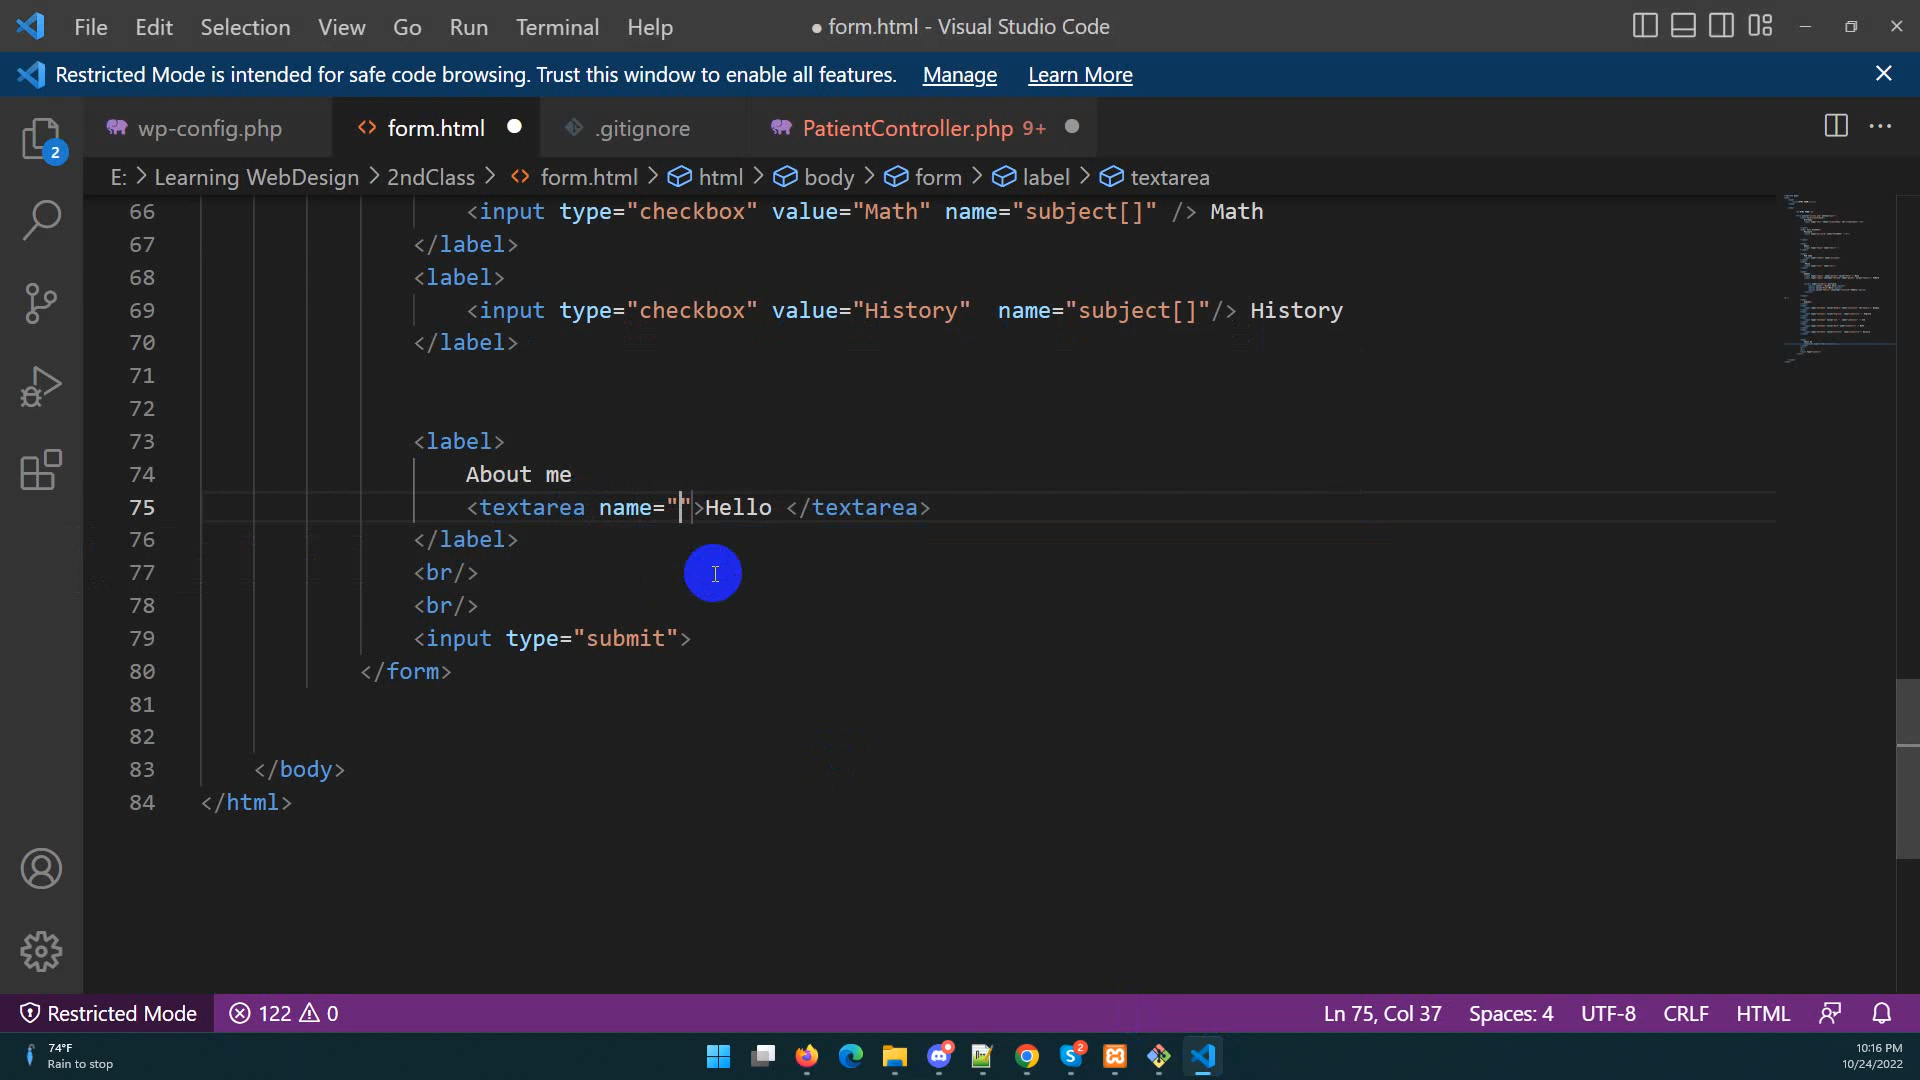 File Edit Selection View Go Run Terminal Help ● form.html - Visual Studio Code
Restricted Mode is intended for safe code browsing. Trust this window to enable all features. Manage Learn More
wp-config.php form.html .gitignore PatientController.php 9+
2
E: > Learning WebDesign > 2ndClass > form.html > html > body > form > label > textarea
66 <input type="checkbox" value="Math" name="subject[]" /> Math
67 </label>
68 <label>
69 <input type="checkbox" value="History"  name="subject[]"/> History
70 </label>
71
72
73 <label>
74 About me
75 <textarea name="">Hello </textarea>
76 </label>
77 <br/>
78 <br/>
79 <input type="submit">
80 </form>
81
82
83 </body>
84 </html>
Restricted Mode 122 0 Ln 75, Col 37 Spaces: 4 UTF-8 CRLF HTML
74°F
Rain to stop
2
10:16 PM
10/24/2022